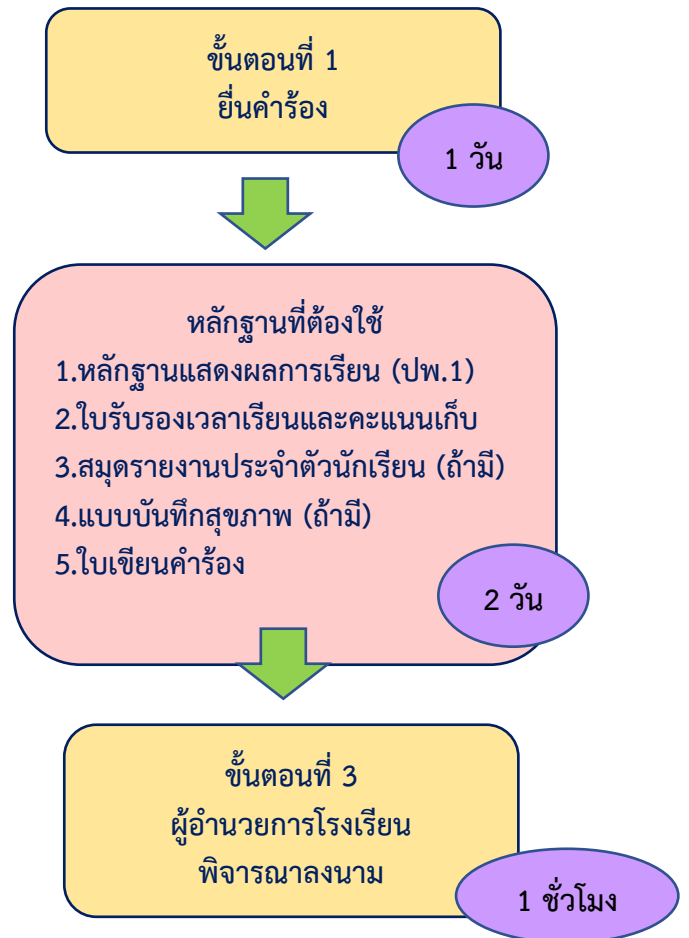 ขั้นตอนที่ 1
ยื่นคำร้อง
1 วัน
หลักฐานที่ต้องใช้
1.หลักฐานแสดงผลการเรียน (ปพ.1)
2.ใบรับรองเวลาเรียนและคะแนนเก็บ
3.สมุดรายงานประจำตัวนักเรียน (ถ้ามี)
4.แบบบันทึกสุขภาพ (ถ้ามี)
5.ใบเขียนคำร้อง
2 วัน
ขั้นตอนที่ 3
ผู้อำนวยการโรงเรียน
พิจารณาลงนาม
1 ชั่วโมง